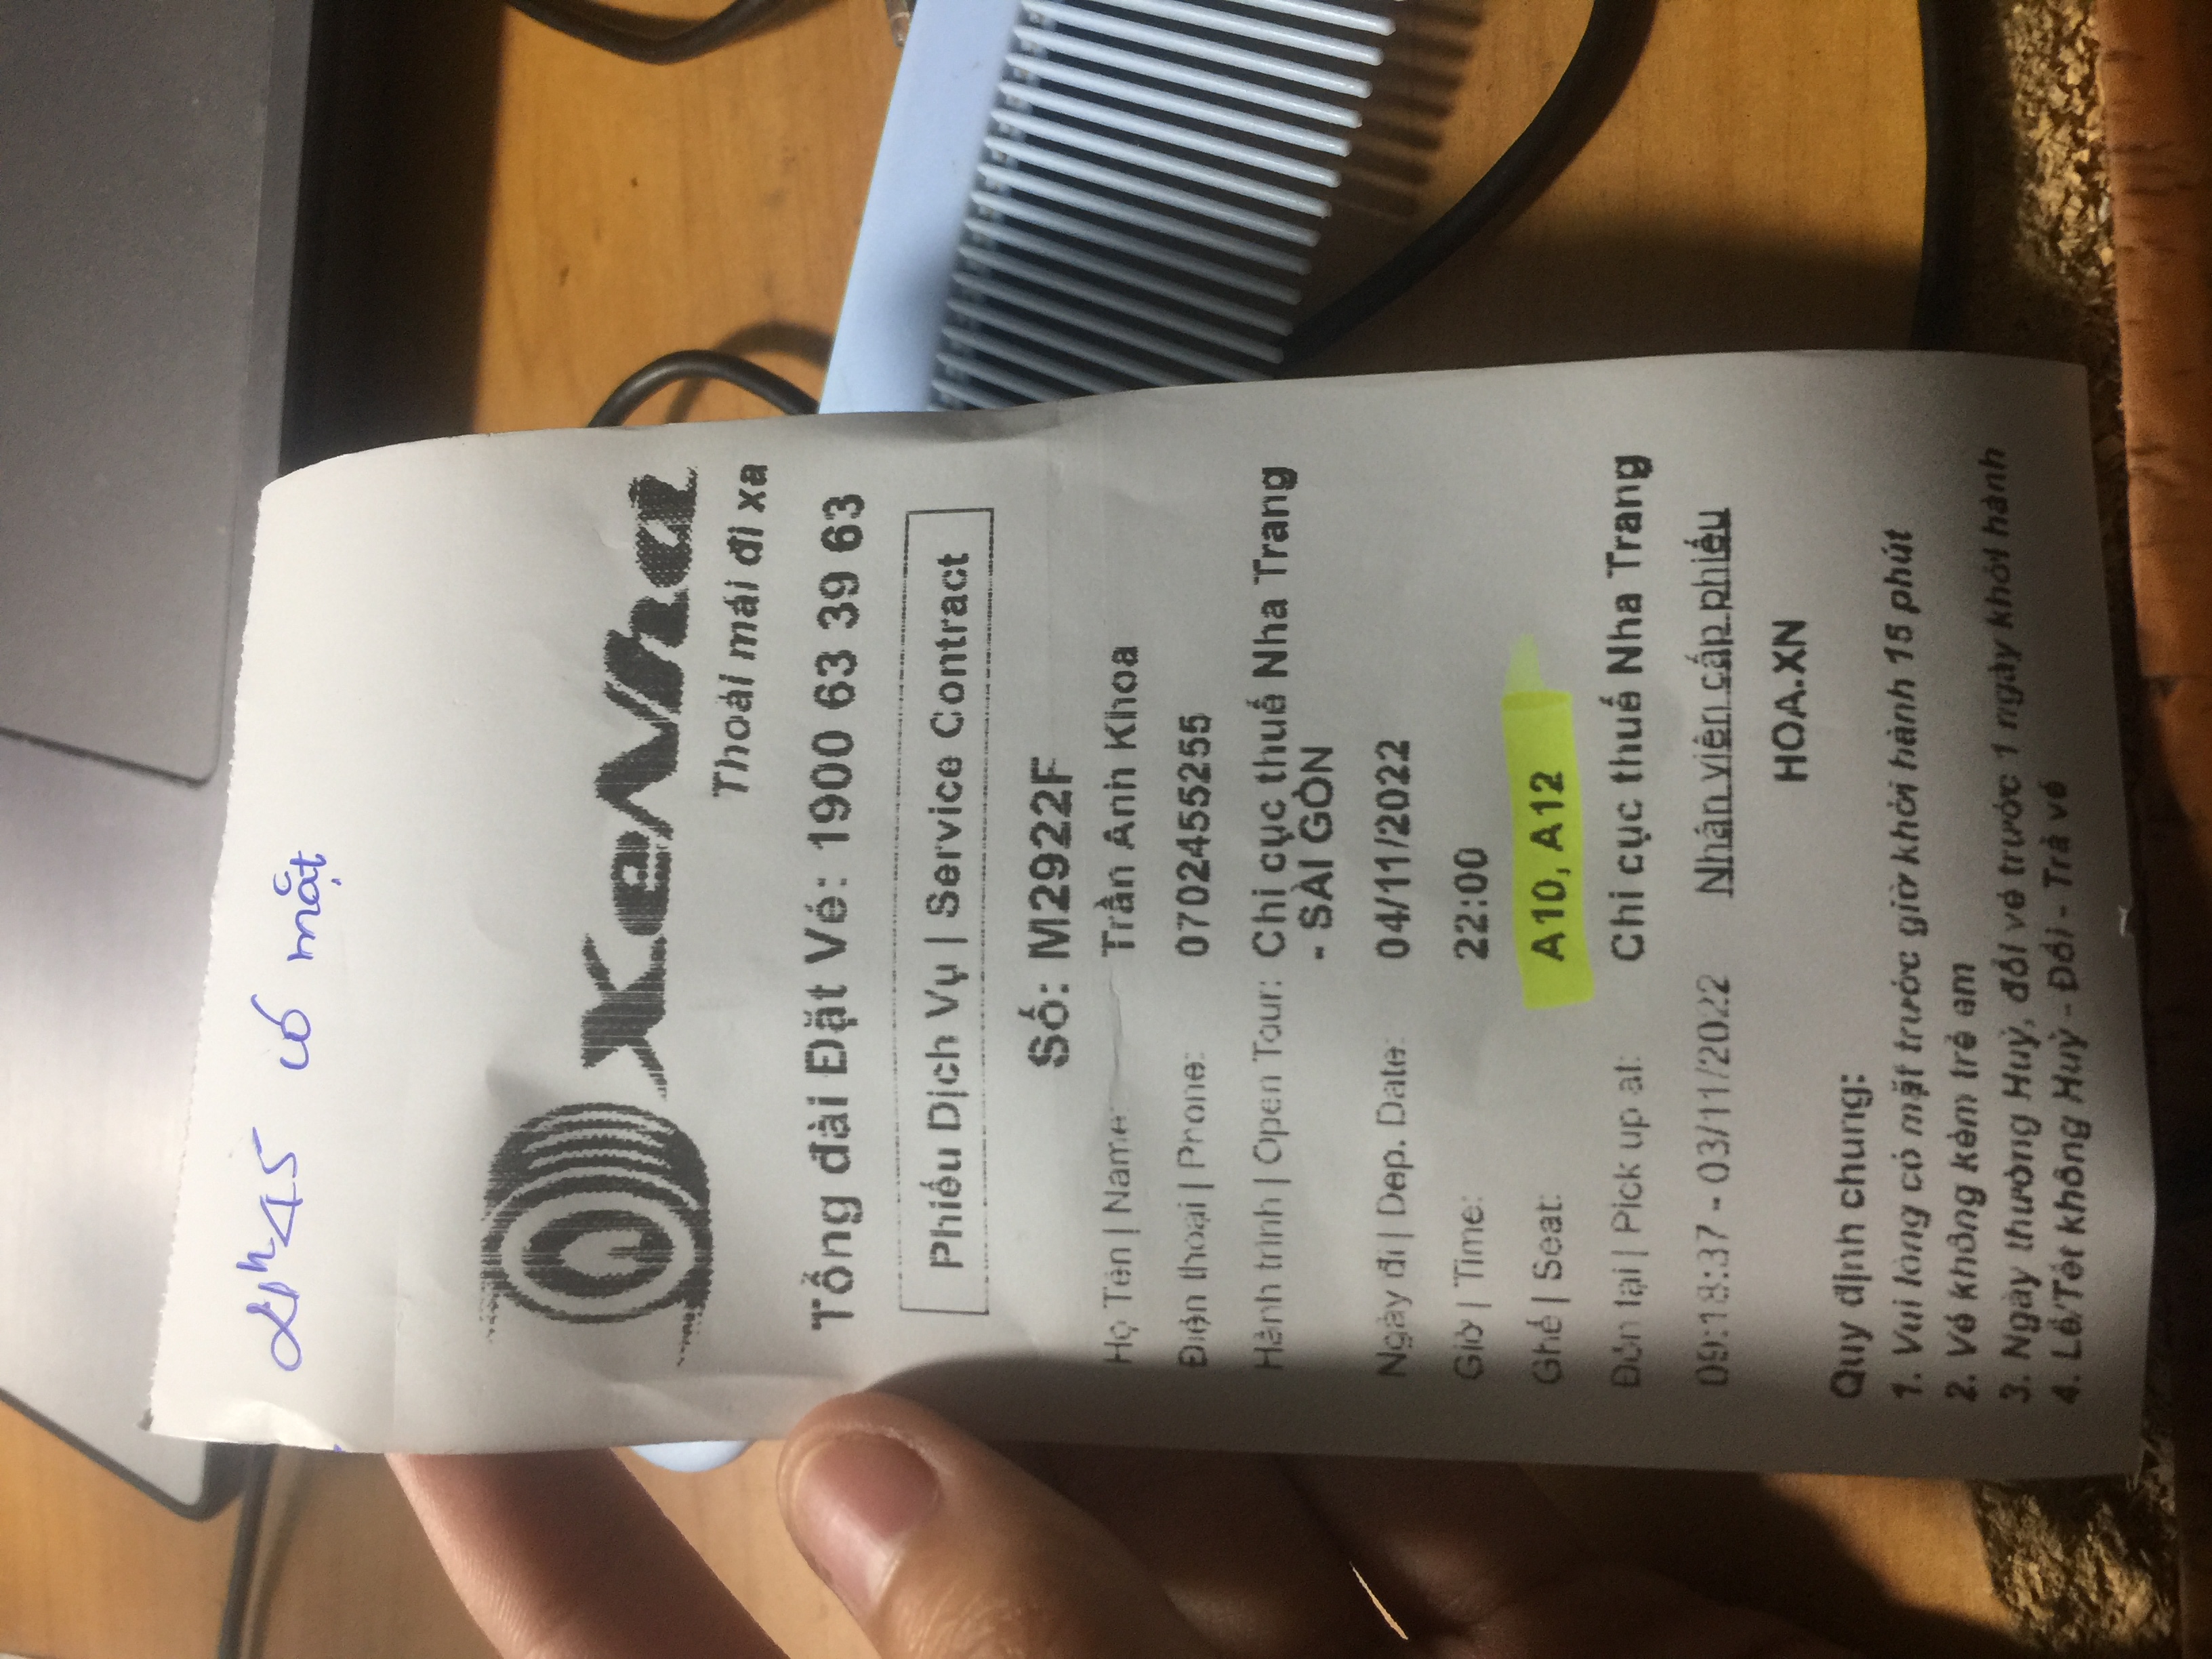 21h45 có mặt
XeNha
Thoải mái đi xa
Tổng đài Đặt Vé: 1900 63 39 63
Phiếu Dịch Vụ | Service Contract
Số: M2922F
Họ Tên | Name: Trần Anh Khoa
Điện thoại | Phone: 0702455255
Hành trình | Open Tour: Chi cục thuế Nha Trang
- SÀI GÒN
Ngày đi | Dep. Date: 04/11/2022
Giờ | Time: 22:00
Ghế | Seat: A10, A12
Đón tại | Pick up at: Chi cục thuế Nha Trang
09:18:37 - 03/11/2022 Nhân viên cấp phiếu
HOA.XN
Quy định chung:
1. Vui lòng có mặt trước giờ khởi hành 15 phút
2. Vé không kèm trẻ em
3. Ngày thường Huỷ, đổi vé trước 1 ngày khởi hành
4. Lễ/Tết không Huỷ - Đổi - Trả vé